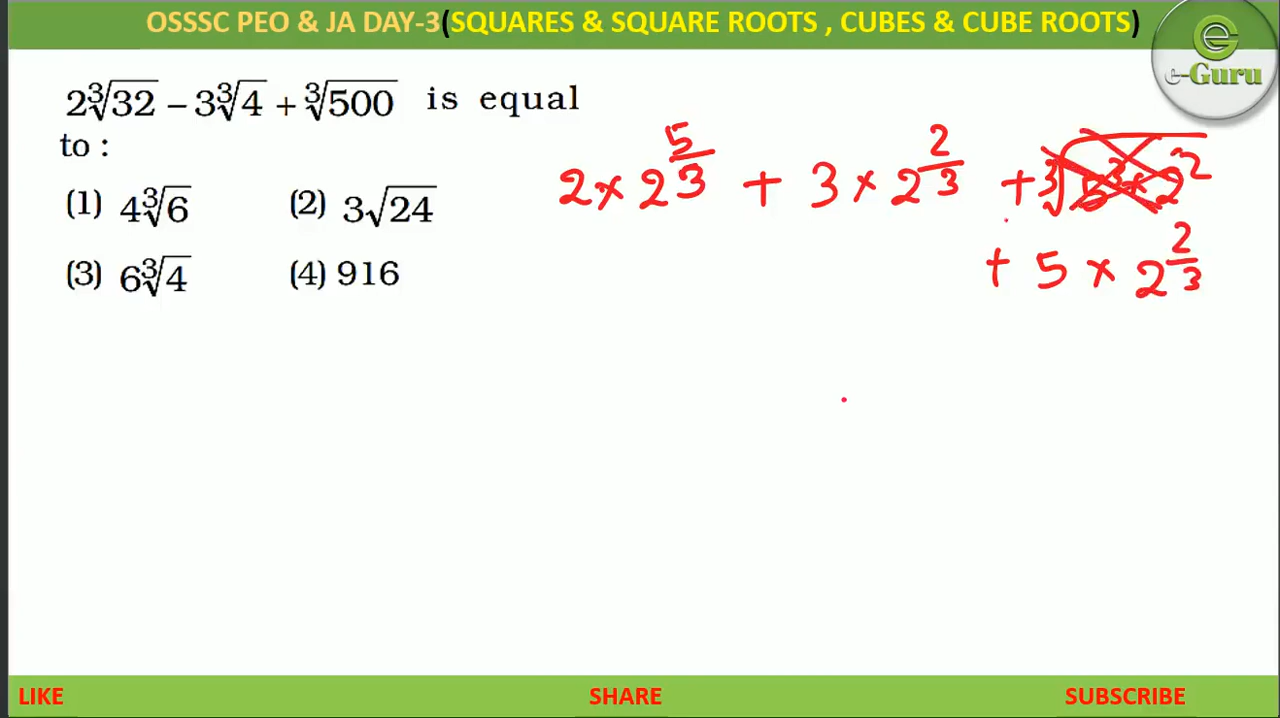 OSSSC PEO & JA DAY-3(SQUARES & SQUARE ROOTS , CUBES & CUBE ROOTS)
e-Guru
2∛32 – 3∛4 + ∛500 is equal
to :
(1) 4∛6 (2) 3√24
(3) 6∛4 (4) 916
2 × 2^(5/3) + 3 × 2^(2/3) + ∛(5³ × 2²)
+ 5 × 2^(2/3)
LIKE SHARE SUBSCRIBE